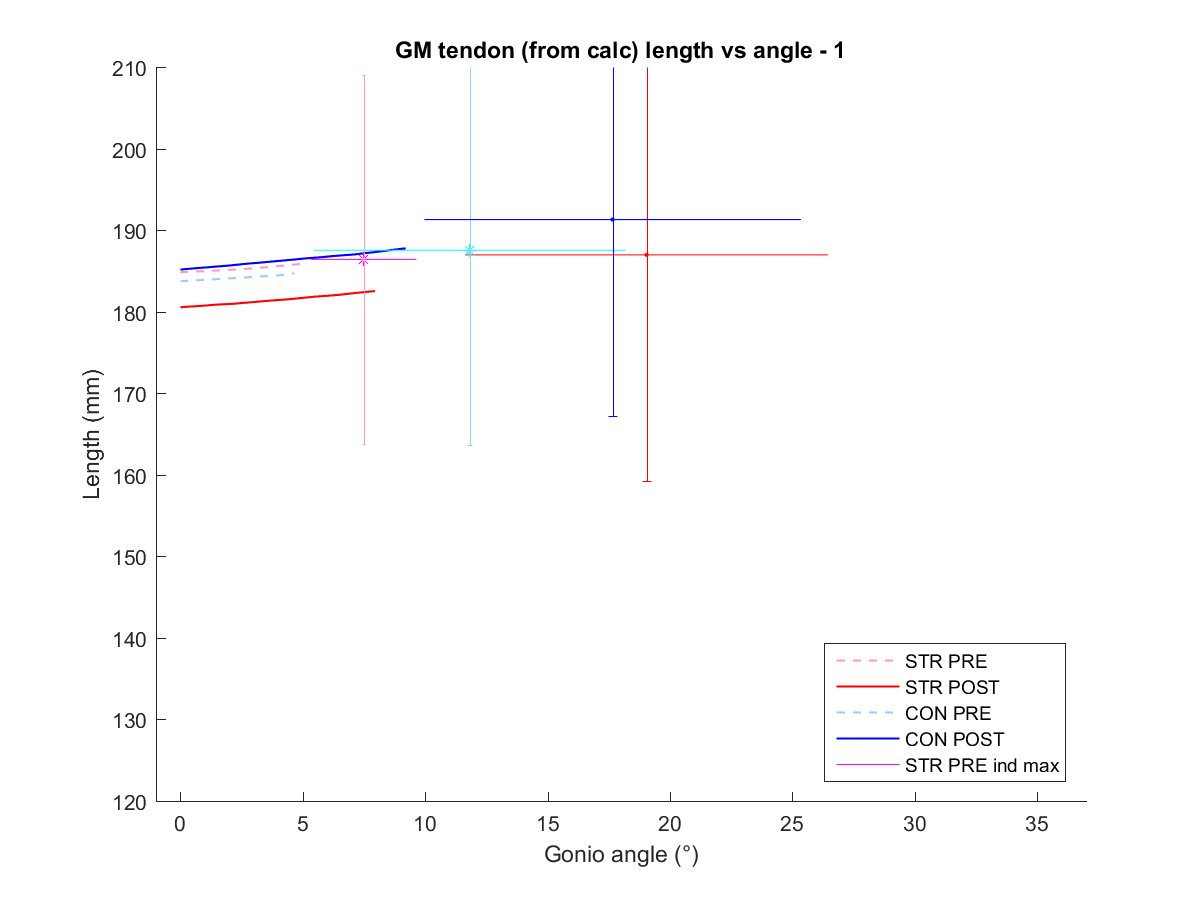 GM tendon (from calc) length vs angle - 1
210
200
190
180
170
160
150
140
130
120
Length (mm)
0 5 10 15 20 25 30 35
Gonio angle (°)
STR PRE
STR POST
CON PRE
CON POST
STR PRE ind max